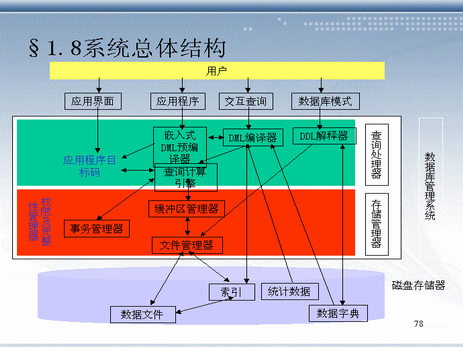 §1.8系统总体结构
用户
应用界面
应用程序
交互查询
数据库模式
嵌入式
DML预编
译器
DML编译器
DDL解释器
应用程序目
标码
查询计算
引擎
查询处理器
缓冲区管理器
权限及完整
性管理器
事务管理器
文件管理器
存储管理器
数据库管理系统
索引
统计数据
磁盘存储器
数据文件
数据字典
78